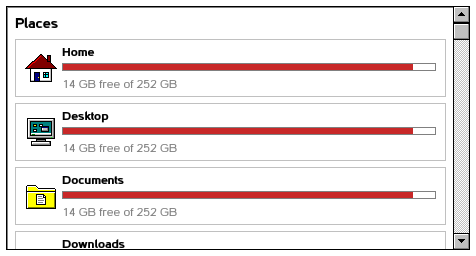 Places
Home
14 GB free of 252 GB
Desktop
14 GB free of 252 GB
Documents
14 GB free of 252 GB
Downloads